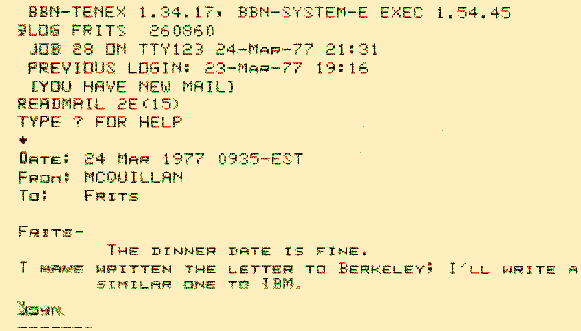 BBN-TENEX 1.34.17, BBN-SYSTEM-E EXEC 1.54.45
@LOG FRITS 260860
JOB 28 ON TTY123 24-MAR-77 21:31
PREVIOUS LOGIN: 23-MAR-77 19:16
[YOU HAVE NEW MAIL]
READMAIL 2E(15)
TYPE ? FOR HELP
DATE: 24 MAR 1977 0935-EST
FROM: MCQUILLAN
TO: FRITS
FRITS-
THE DINNER DATE IS FINE.
I HAVE WRITTEN THE LETTER TO BERKELEY; I'LL WRITE A
SIMILAR ONE TO IBM.
JOHN
-------